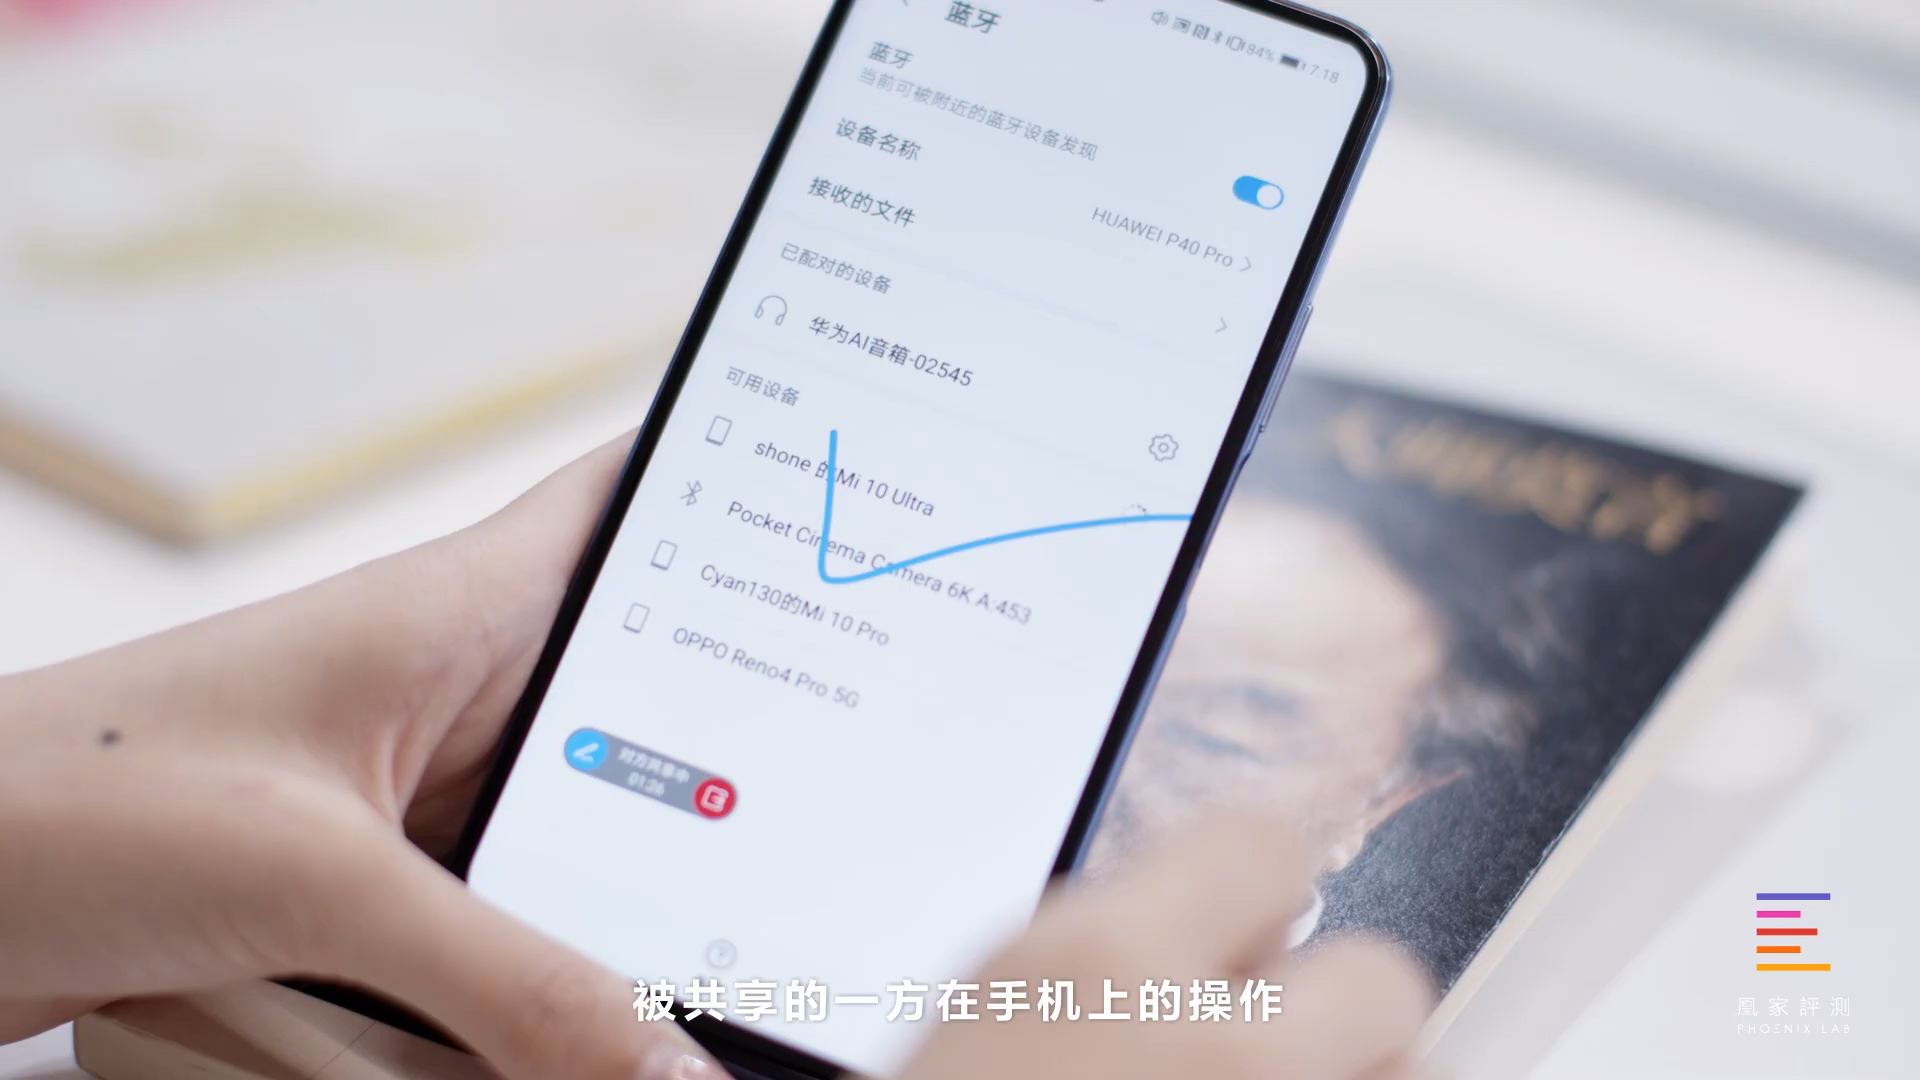 蓝牙
84% 7:18
蓝牙
当前可被附近的蓝牙设备发现
设备名称
HUAWEI P40 Pro
接收的文件
已配对的设备
华为AI音箱-02545
可用设备
shone 的Mi 10 Ultra
Pocket Cinema Camera 6K A:453
Cyan130的Mi 10 Pro
OPPO Reno4 Pro 5G
对方共享中
01:26
被共享的一方在手机上的操作
凰家評測
PHOENIX LAB